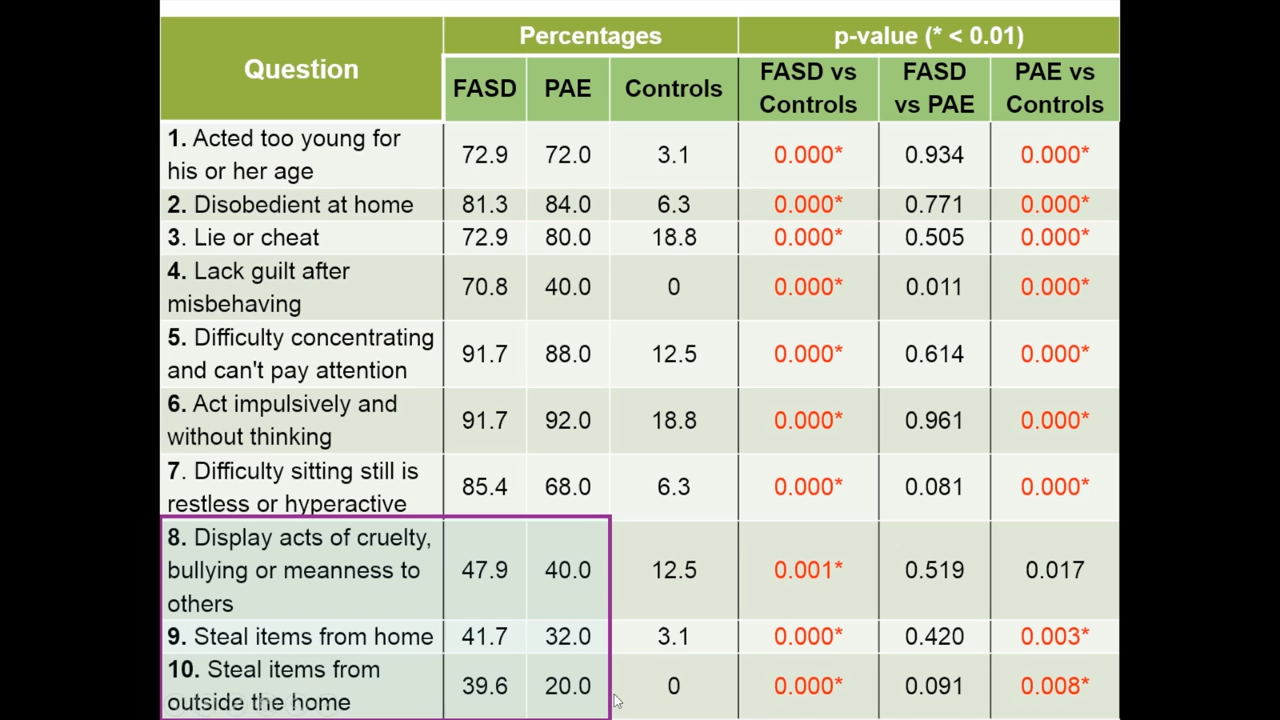 Question
Percentages
p-value (* < 0.01)
FASD
PAE
Controls
FASD vs
Controls
FASD
vs PAE
PAE vs
Controls
1. Acted too young for
his or her age
72.9
72.0
3.1
0.000*
0.934
0.000*
2. Disobedient at home
81.3
84.0
6.3
0.000*
0.771
0.000*
3. Lie or cheat
72.9
80.0
18.8
0.000*
0.505
0.000*
4. Lack guilt after
misbehaving
70.8
40.0
0
0.000*
0.011
0.000*
5. Difficulty concentrating
and can't pay attention
91.7
88.0
12.5
0.000*
0.614
0.000*
6. Act impulsively and
without thinking
91.7
92.0
18.8
0.000*
0.961
0.000*
7. Difficulty sitting still is
restless or hyperactive
85.4
68.0
6.3
0.000*
0.081
0.000*
8. Display acts of cruelty,
bullying or meanness to
others
47.9
40.0
12.5
0.001*
0.519
0.017
9. Steal items from home
41.7
32.0
3.1
0.000*
0.420
0.003*
10. Steal items from
outside the home
39.6
20.0
0
0.000*
0.091
0.008*